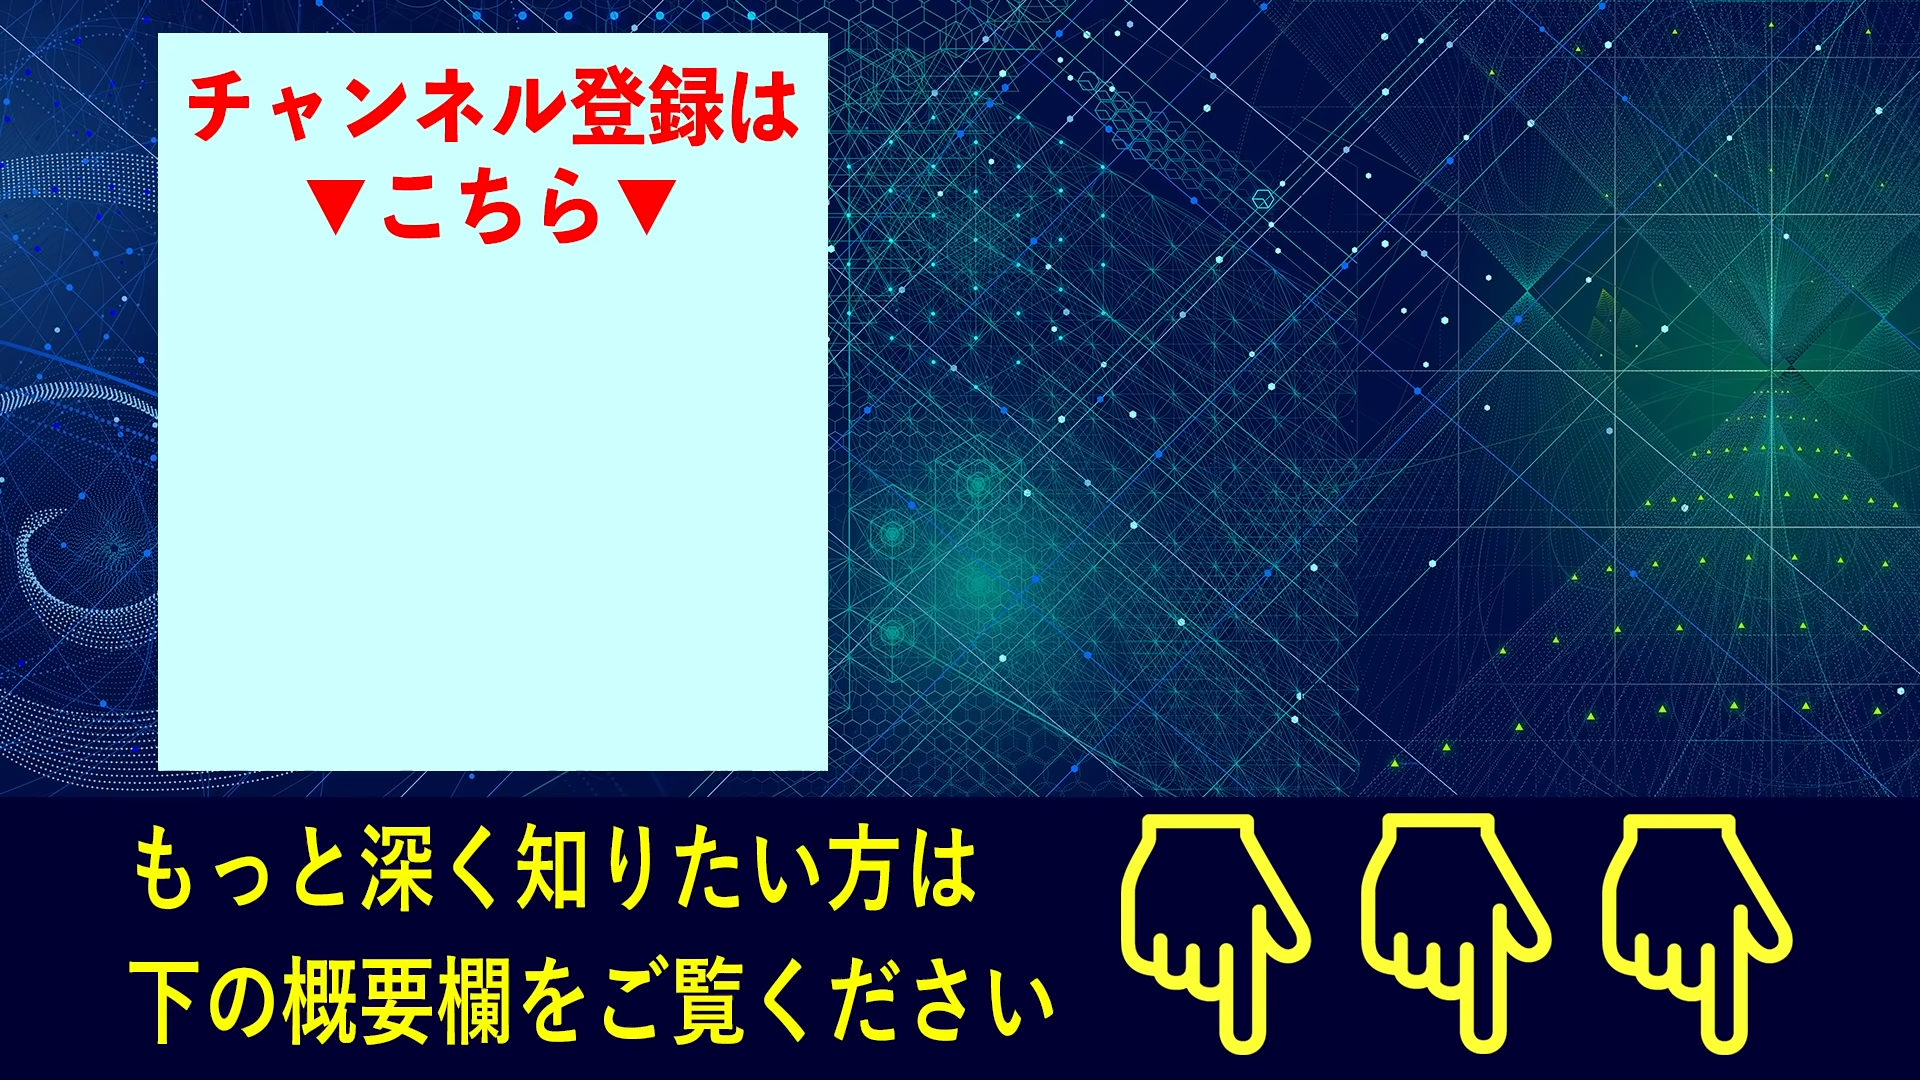 チャンネル登録は
▼こちら▼
もっと深く知りたい方は
下の概要欄をご覧ください